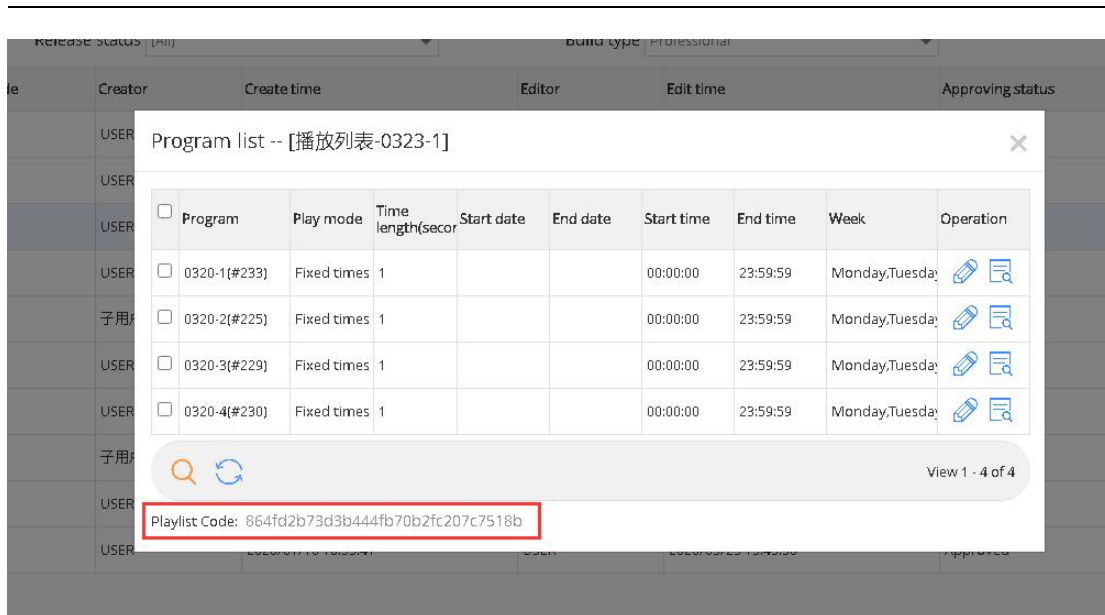 Release status [All] Build type Professional
Creator Create time Editor Edit time Approving status
Program list -- [播放列表-0323-1]
USER
USER
Program Play mode Time length(secor Start date End date Start time End time Week Operation
USER
USER 0320-1(#233) Fixed times 1 00:00:00 23:59:59 Monday,Tuesday
子用户 0320-2(#225) Fixed times 1 00:00:00 23:59:59 Monday,Tuesday
USER 0320-3(#229) Fixed times 1 00:00:00 23:59:59 Monday,Tuesday
USER 0320-4(#230) Fixed times 1 00:00:00 23:59:59 Monday,Tuesday
子用户
View 1 - 4 of 4
USER
Playlist Code: 864fd2b73d3b444fb70b2fc207c7518b
USER USER Approved